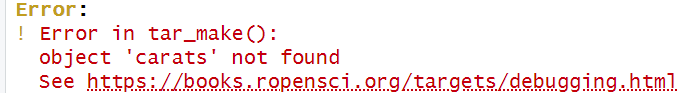 Error:
! Error in tar_make():
object 'carats' not found
See https://books.ropensci.org/targets/debugging.html